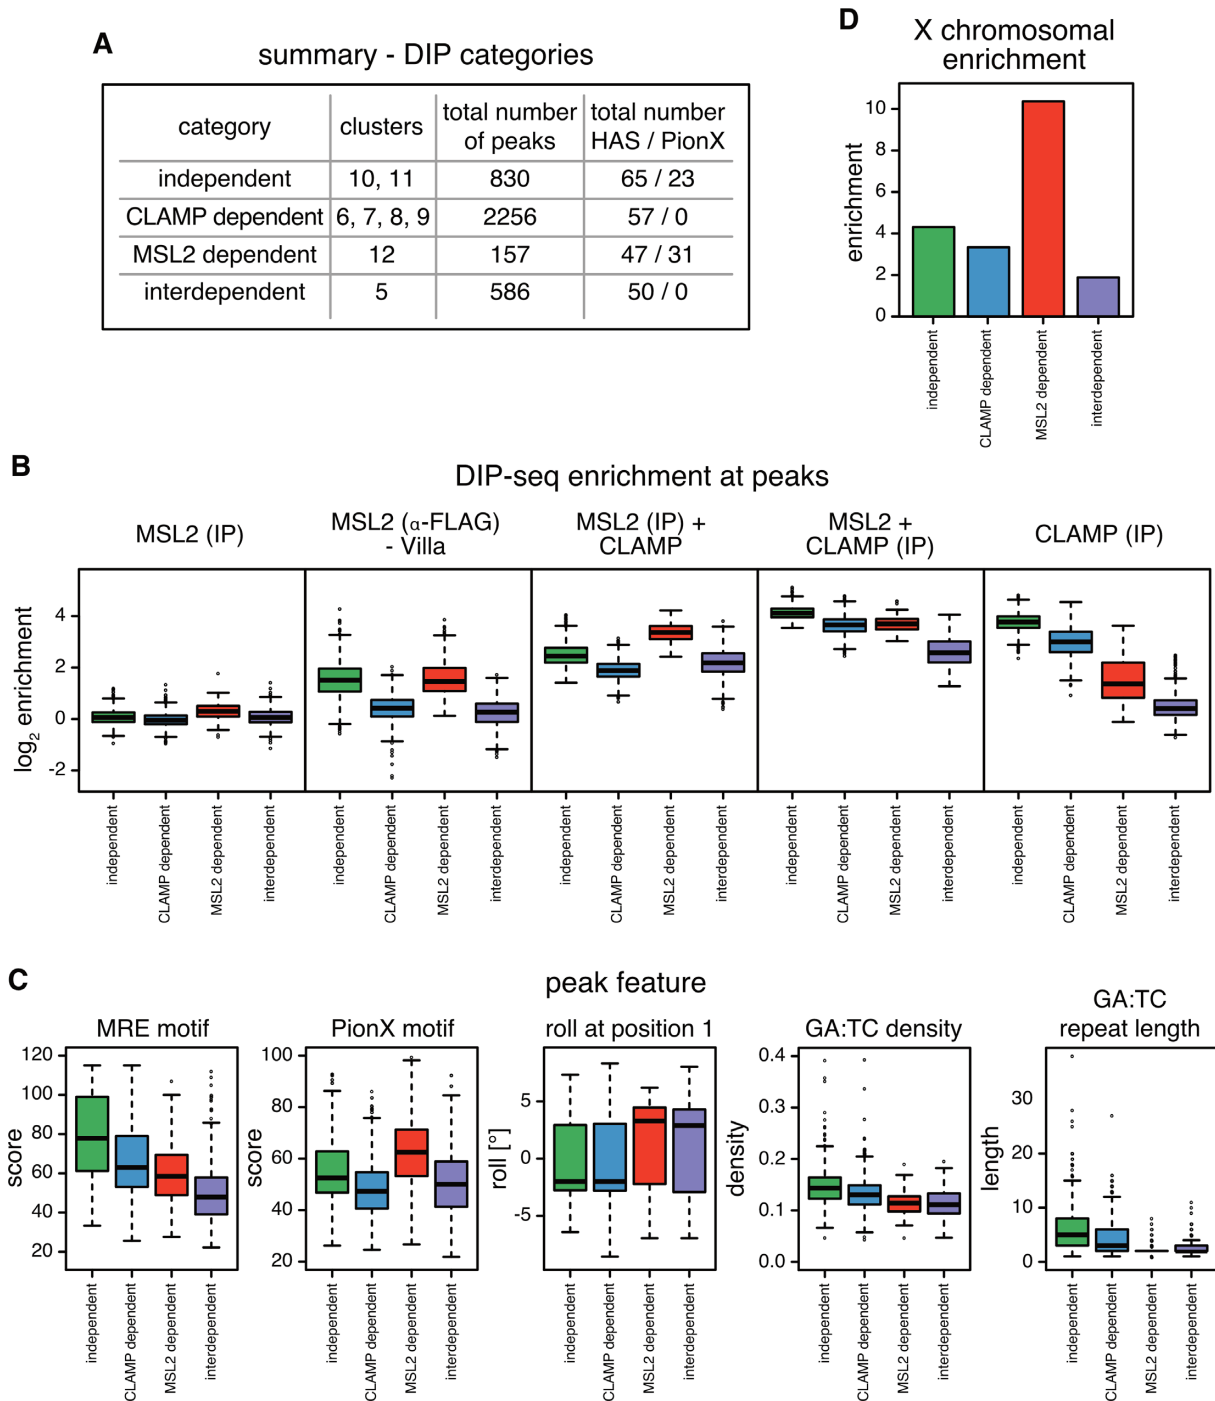 A
summary - DIP categories
category clusters total number of peaks total number HAS / PionX
independent 10, 11 830 65 / 23
CLAMP dependent 6, 7, 8, 9 2256 57 / 0
MSL2 dependent 12 157 47 / 31
interdependent 5 586 50 / 0
D
X chromosomal
enrichment
enrichment
10
8
6
4
2
0
independent
CLAMP dependent
MSL2 dependent
interdependent
B
DIP-seq enrichment at peaks
MSL2 (IP)
MSL2 (α-FLAG)
- Villa
MSL2 (IP) +
CLAMP
MSL2 +
CLAMP (IP)
CLAMP (IP)
log2 enrichment
4
2
0
-2
independent
CLAMP dependent
MSL2 dependent
interdependent
independent
CLAMP dependent
MSL2 dependent
interdependent
independent
CLAMP dependent
MSL2 dependent
interdependent
independent
CLAMP dependent
MSL2 dependent
interdependent
independent
CLAMP dependent
MSL2 dependent
interdependent
C
peak feature
MRE motif
score
120
100
80
60
40
20
independent
CLAMP dependent
MSL2 dependent
interdependent
PionX motif
score
100
80
60
40
20
independent
CLAMP dependent
MSL2 dependent
interdependent
roll at position 1
roll [°]
5
0
-5
independent
CLAMP dependent
MSL2 dependent
interdependent
GA:TC density
density
0.4
0.3
0.2
0.1
0.0
independent
CLAMP dependent
MSL2 dependent
interdependent
GA:TC
repeat length
length
30
20
10
0
independent
CLAMP dependent
MSL2 dependent
interdependent